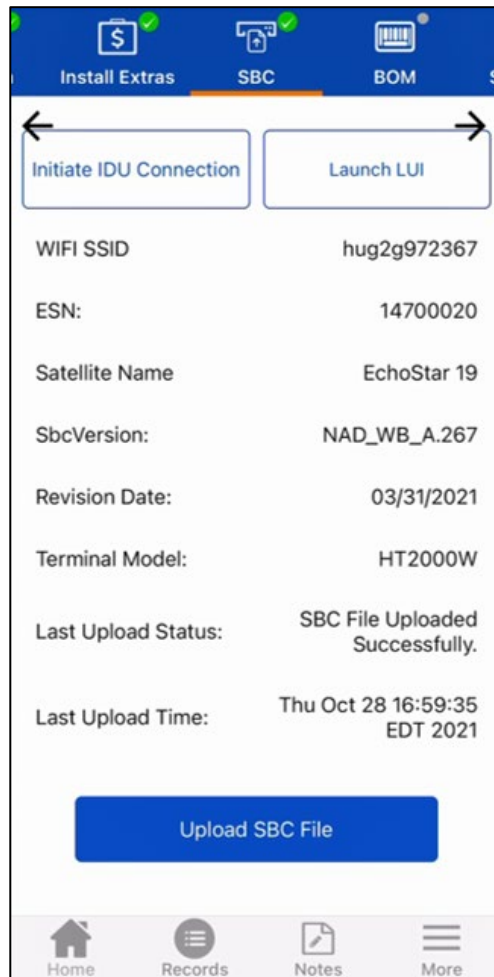 Install Extras
SBC
BOM
Initiate IDU Connection
Launch LUI
WIFI SSID hug2g972367
ESN: 14700020
Satellite Name EchoStar 19
SbcVersion: NAD_WB_A.267
Revision Date: 03/31/2021
Terminal Model: HT2000W
Last Upload Status: SBC File Uploaded
Successfully.
Last Upload Time: Thu Oct 28 16:59:35
EDT 2021
Upload SBC File
Home
Records
Notes
More